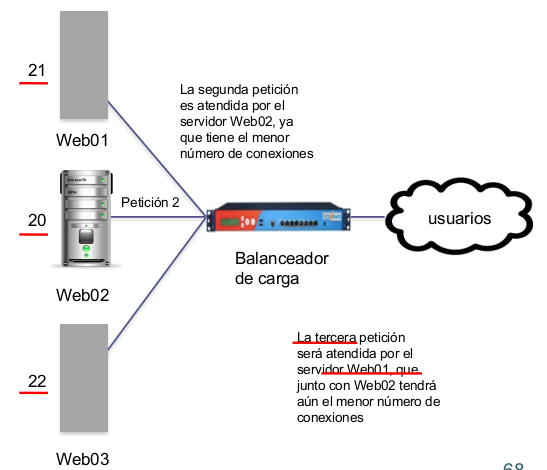 21
La segunda petición
es atendida por el
servidor Web02, ya
que tiene el menor
número de conexiones
Web01
Petición 2
20
usuarios
Balanceador
de carga
Web02
La tercera petición
será atendida por el
servidor Web01, que
junto con Web02 tendrá
aún el menor número de
conexiones
22
Web03
68